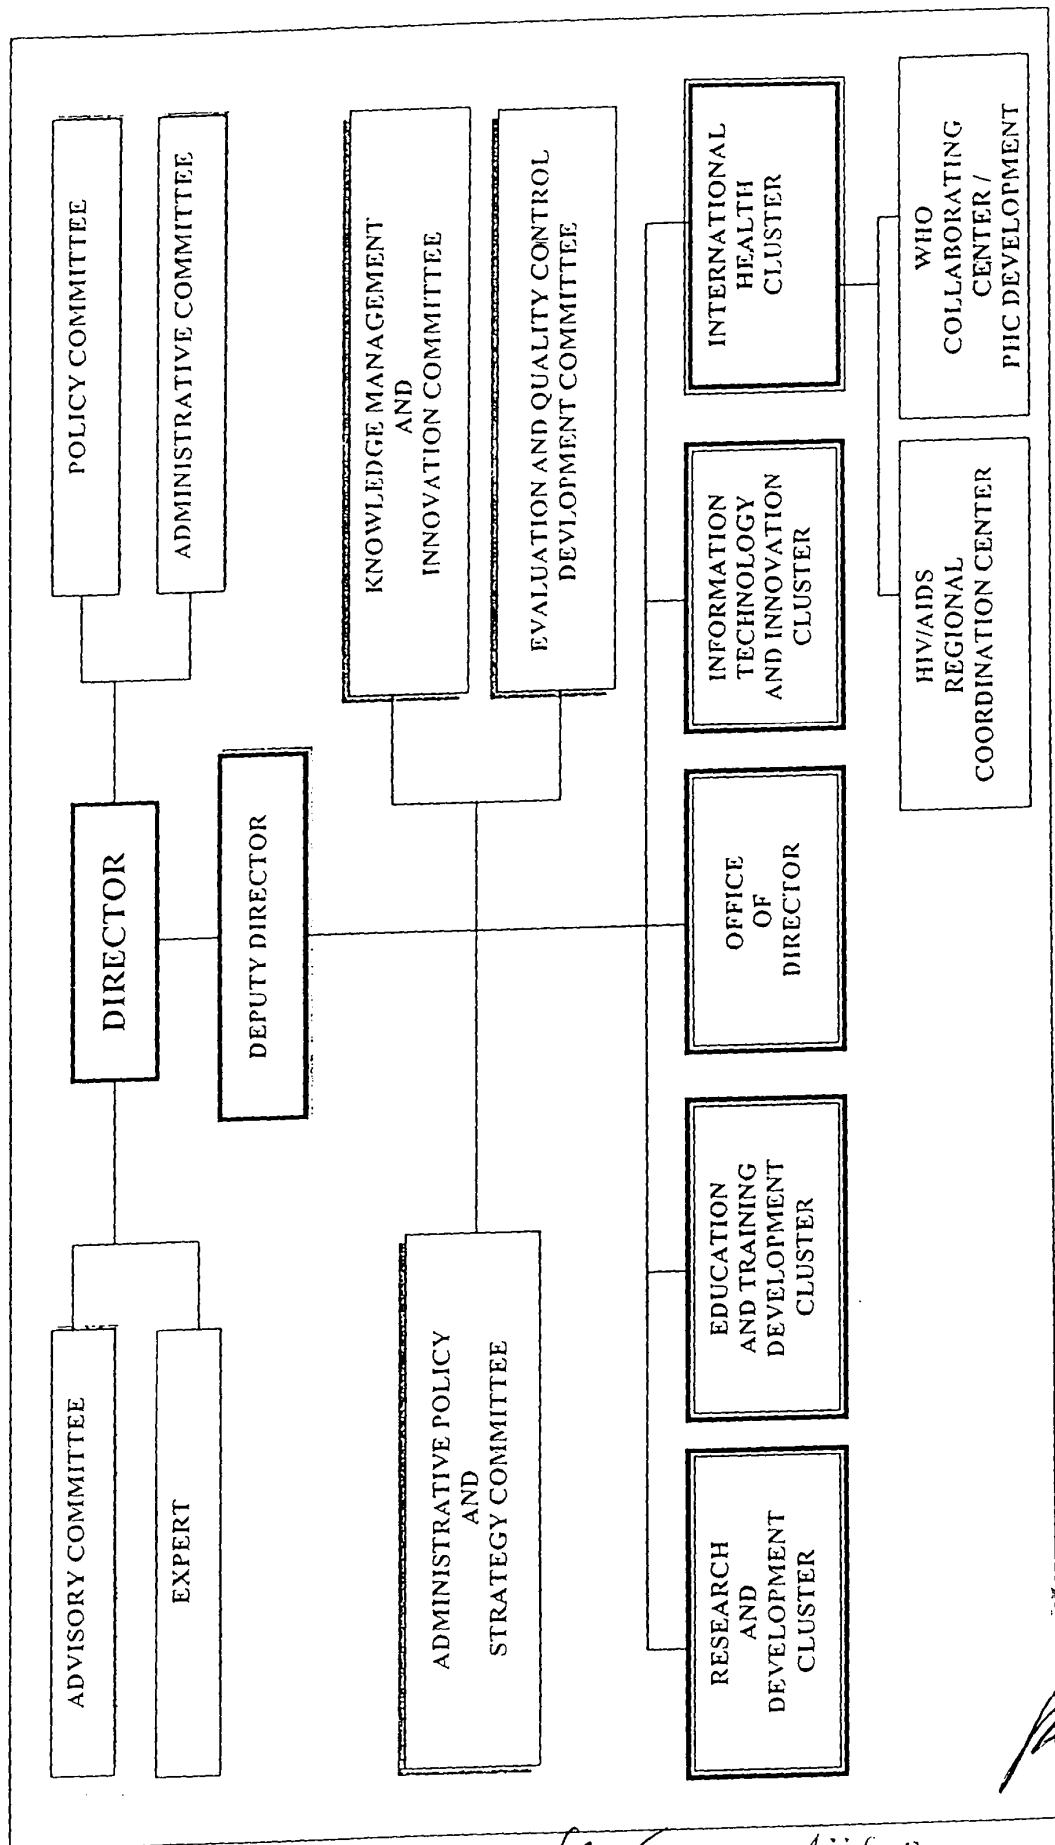 DIRECTOR
ADVISORY COMMITTEE
EXPERT
POLICY COMMITTEE
ADMINISTRATIVE COMMITTEE
DEPUTY DIRECTOR
ADMINISTRATIVE POLICY
AND
STRATEGY COMMITTEE
KNOWLEDGE MANAGEMENT
AND
INNOVATION COMMITTEE
EVALUATION AND QUALITY CONTROL
DEVLOPMENT COMMITTEE
RESEARCH
AND
DEVELOPMENT
CLUSTER
EDUCATION
AND TRAINING
DEVELOPMENT
CLUSTER
OFFICE
OF
DIRECTOR
INFORMATION
TECHNOLOGY
AND INNOVATION
CLUSTER
INTERNATIONAL
HEALTH
CLUSTER
HIV/AIDS
REGIONAL
COORDINATION CENTER
WHO
COLLABORATING
CENTER /
PHC DEVELOPMENT